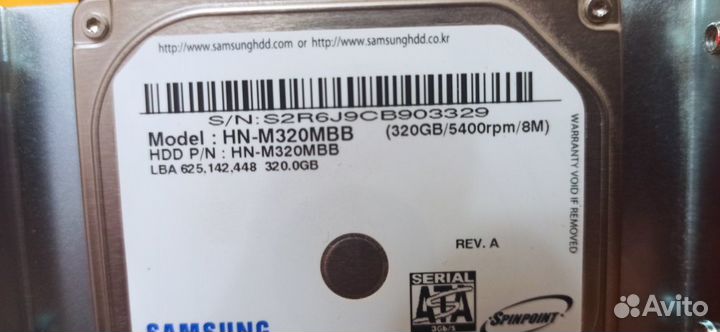 http://www.samsunghdd.com or http://www.samsunghdd.co.kr
S/N:S2R6J9CB903329
Model : HN-M320MBB (320GB/5400rpm/8M)
HDD P/N : HN-M320MBB
LBA 625,142,448 320.0GB
WARRANTY VOID IF REMOVED
REV. A
SERIAL
ATA
3Gb/s
SPINPOINT
SAMSUNG
Avito